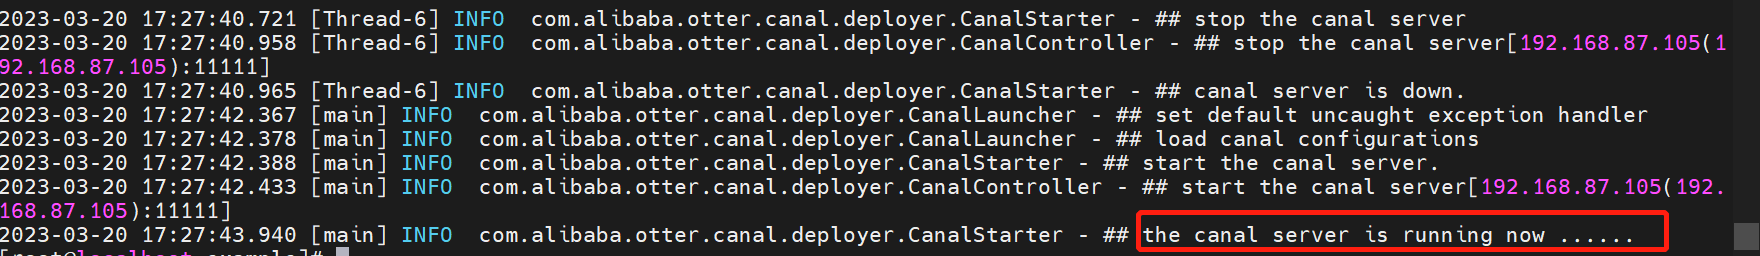 2023-03-20 17:27:40.721 [Thread-6] INFO  com.alibaba.otter.canal.deployer.CanalStarter - ## stop the canal server
2023-03-20 17:27:40.958 [Thread-6] INFO  com.alibaba.otter.canal.deployer.CanalController - ## stop the canal server[192.168.87.105(1
92.168.87.105):11111]
2023-03-20 17:27:40.965 [Thread-6] INFO  com.alibaba.otter.canal.deployer.CanalStarter - ## canal server is down.
2023-03-20 17:27:42.367 [main] INFO  com.alibaba.otter.canal.deployer.CanalLauncher - ## set default uncaught exception handler
2023-03-20 17:27:42.378 [main] INFO  com.alibaba.otter.canal.deployer.CanalLauncher - ## load canal configurations
2023-03-20 17:27:42.388 [main] INFO  com.alibaba.otter.canal.deployer.CanalStarter - ## start the canal server.
2023-03-20 17:27:42.433 [main] INFO  com.alibaba.otter.canal.deployer.CanalController - ## start the canal server[192.168.87.105(192.
168.87.105):11111]
2023-03-20 17:27:43.940 [main] INFO  com.alibaba.otter.canal.deployer.CanalStarter - ## the canal server is running now ......
[root@localhost example]#